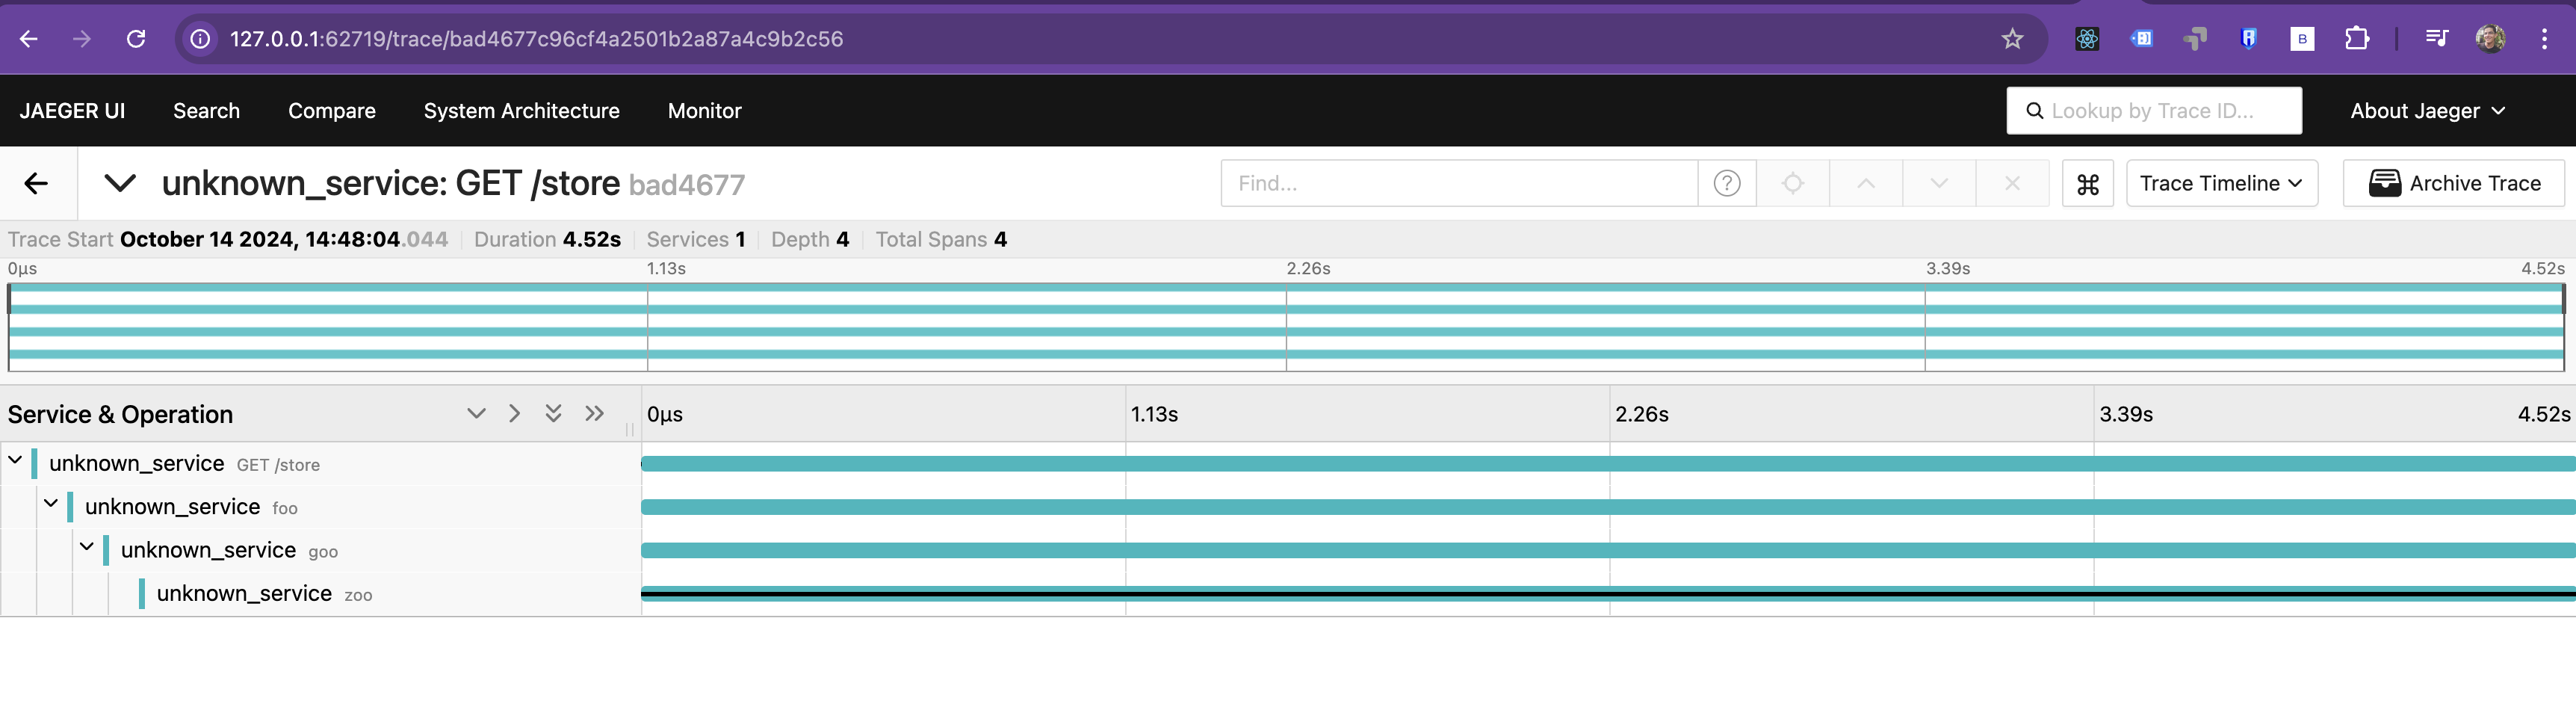 127.0.0.1:62719/trace/bad4677c96cf4a2501b2a87a4c9b2c56
B
JAEGER UI Search Compare System Architecture Monitor Lookup by Trace ID... About Jaeger
unknown_service: GET /store bad4677 Find... ? ⌘ Trace Timeline Archive Trace
Trace Start October 14 2024, 14:48:04.044 Duration 4.52s Services 1 Depth 4 Total Spans 4
0μs 1.13s 2.26s 3.39s 4.52s
Service & Operation 0μs 1.13s 2.26s 3.39s 4.52s
unknown_service GET /store
unknown_service foo
unknown_service goo
unknown_service zoo